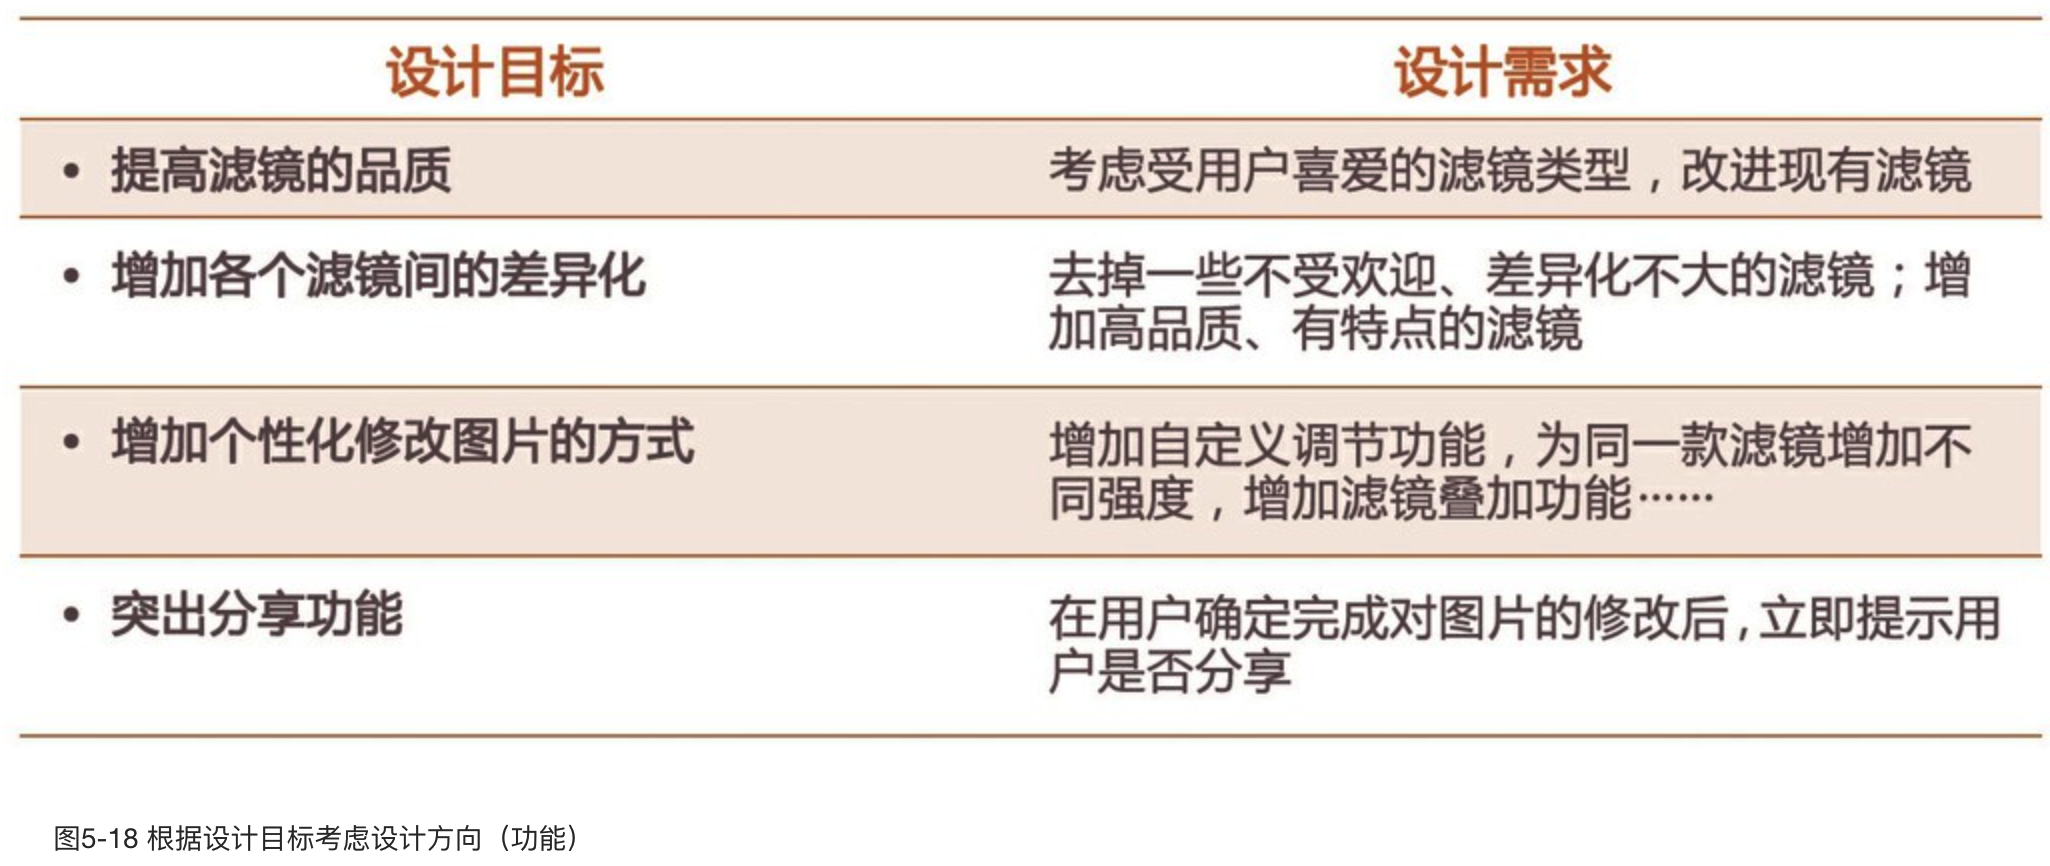 设计目标
设计需求
• 提高滤镜的品质
考虑受用户喜爱的滤镜类型，改进现有滤镜
• 增加各个滤镜间的差异化
去掉一些不受欢迎、差异化不大的滤镜；增
加高品质、有特点的滤镜
• 增加个性化修改图片的方式
增加自定义调节功能，为同一款滤镜增加不
同强度，增加滤镜叠加功能……
• 突出分享功能
在用户确定完成对图片的修改后,立即提示用
户是否分享
图5-18 根据设计目标考虑设计方向（功能）